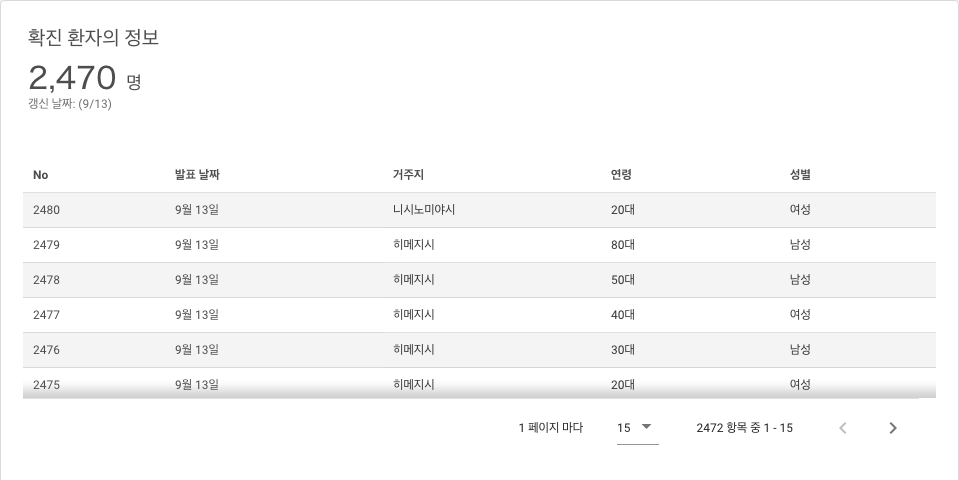 확진 환자의 정보
2,470 명
갱신 날짜: (9/13)
No 발표 날짜 거주지 연령 성별
2480 9월 13일 니시노미야시 20대 여성
2479 9월 13일 히메지시 80대 남성
2478 9월 13일 히메지시 50대 남성
2477 9월 13일 히메지시 40대 여성
2476 9월 13일 히메지시 30대 남성
2475 9월 13일 히메지시 20대 여성
1 페이지 마다 15 2472 항목 중 1 - 15